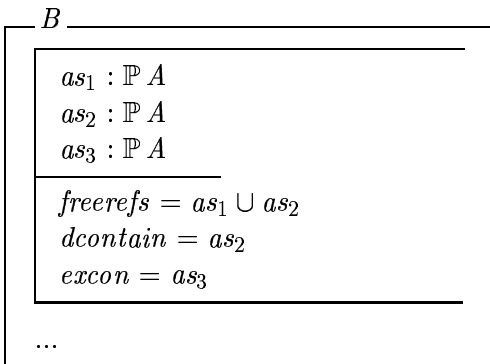 B
as₁ : ℙ A
as₂ : ℙ A
as₃ : ℙ A
freerefs = as₁ ∪ as₂
dcontain = as₂
excon = as₃
...